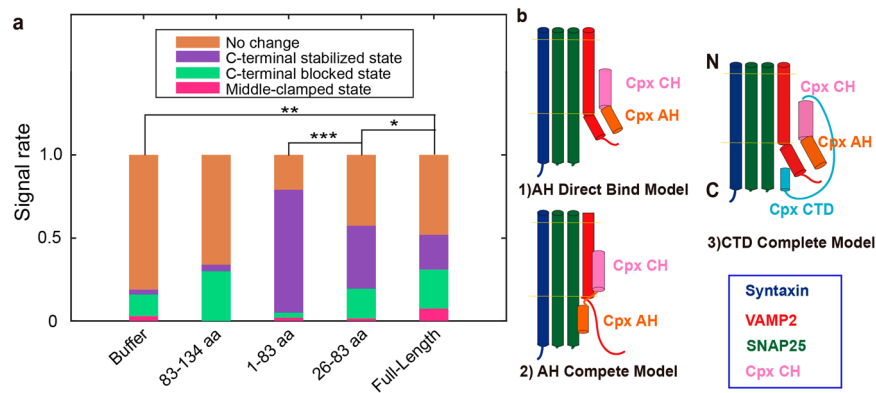 a
No change
C-terminal stabilized state
C-terminal blocked state
Middle-clamped state
**
***
*
Signal rate
1.0
0.5
0
Buffer
83-134 aa
1-83 aa
26-83 aa
Full-Length
b
Cpx CH
Cpx AH
1)AH Direct Bind Model
Cpx CH
Cpx AH
2) AH Compete Model
N
Cpx CH
Cpx AH
C
Cpx CTD
3)CTD Complete Model
Syntaxin
VAMP2
SNAP25
Cpx CH